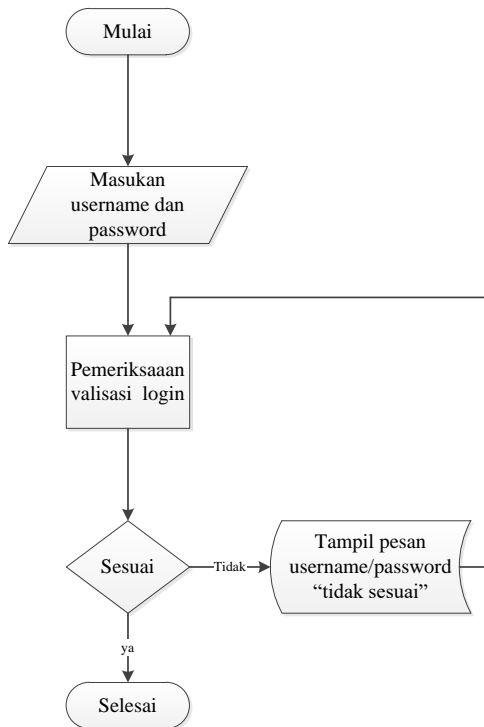 Mulai
Masukan
username dan
password
Pemeriksaaan
valisasi login
Sesuai
Tidak
Tampil pesan
username/password
“tidak sesuai”
ya
Selesai